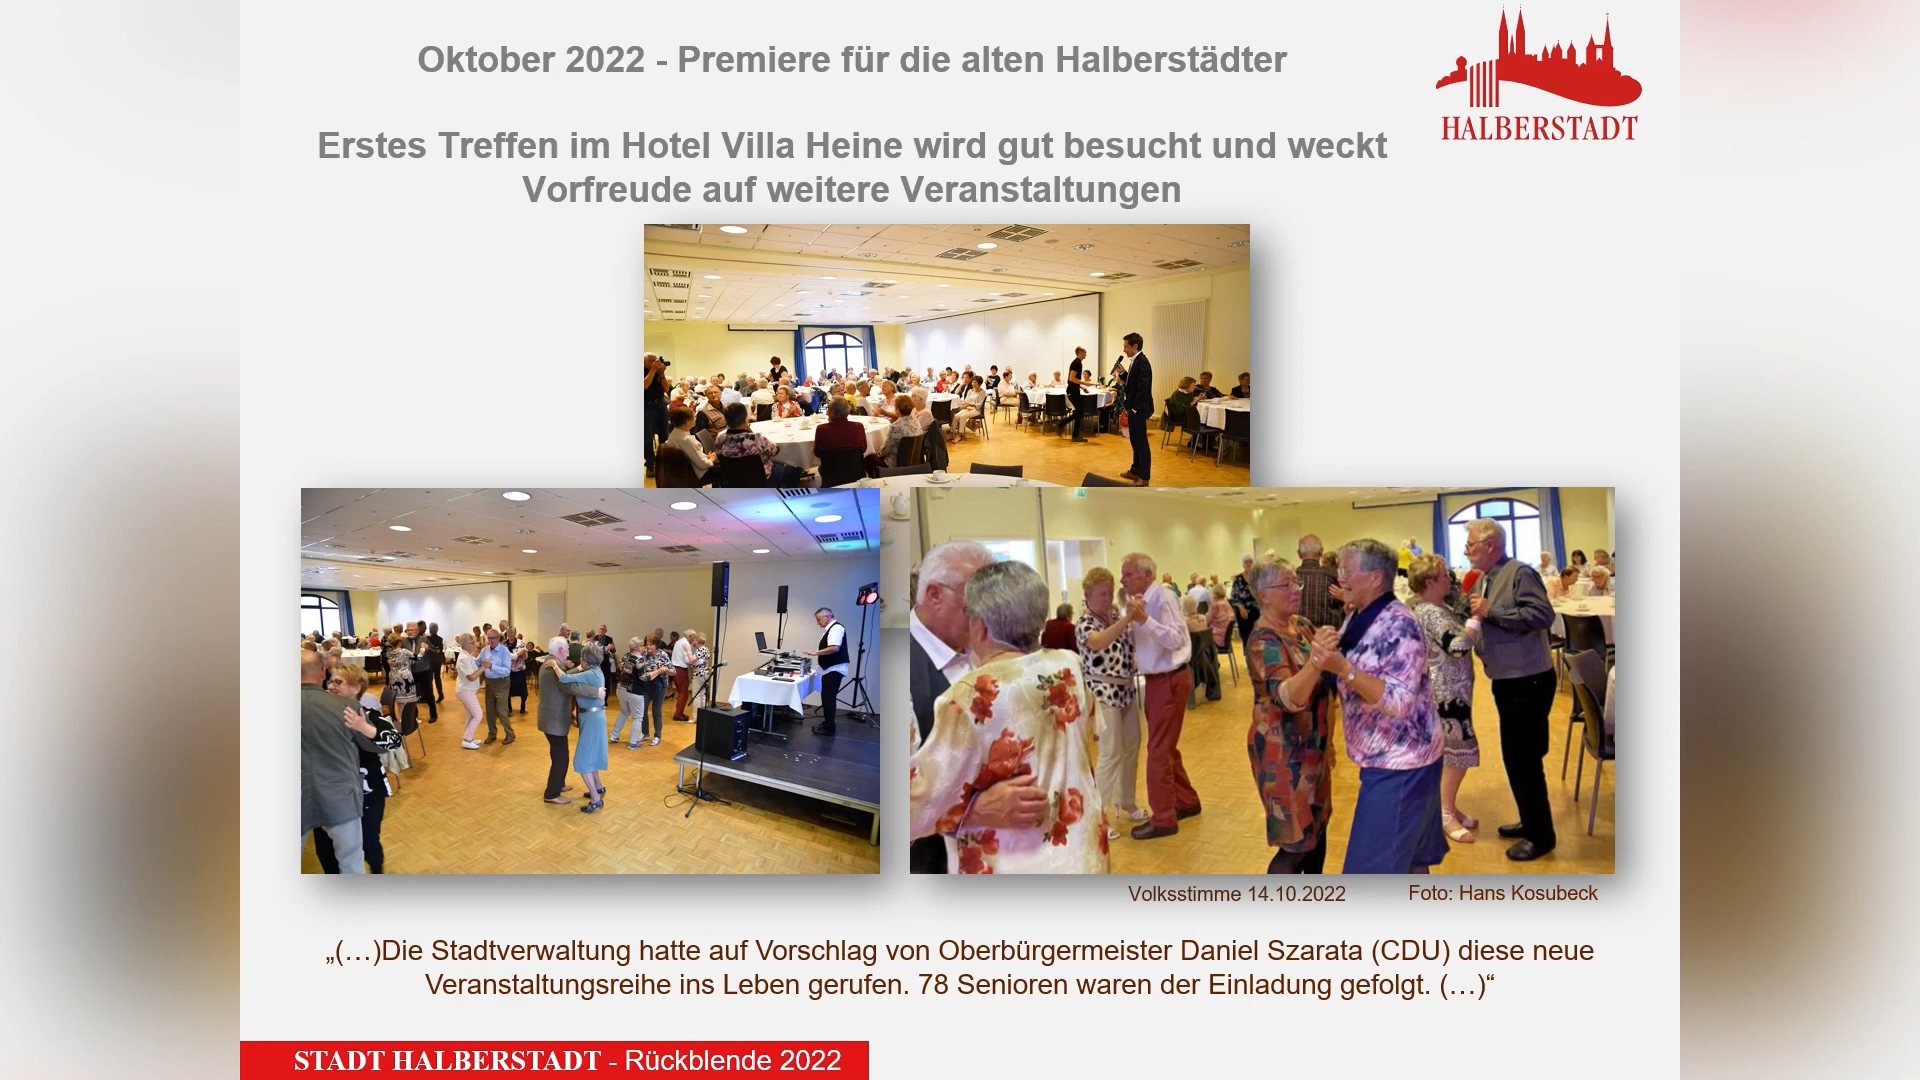 Oktober 2022 - Premiere für die alten Halberstädter
HALBERSTADT
Erstes Treffen im Hotel Villa Heine wird gut besucht und weckt
Vorfreude auf weitere Veranstaltungen
Volksstimme 14.10.2022
Foto: Hans Kosubeck
„(…)Die Stadtverwaltung hatte auf Vorschlag von Oberbürgermeister Daniel Szarata (CDU) diese neue
Veranstaltungsreihe ins Leben gerufen. 78 Senioren waren der Einladung gefolgt. (…)“
STADT HALBERSTADT - Rückblende 2022